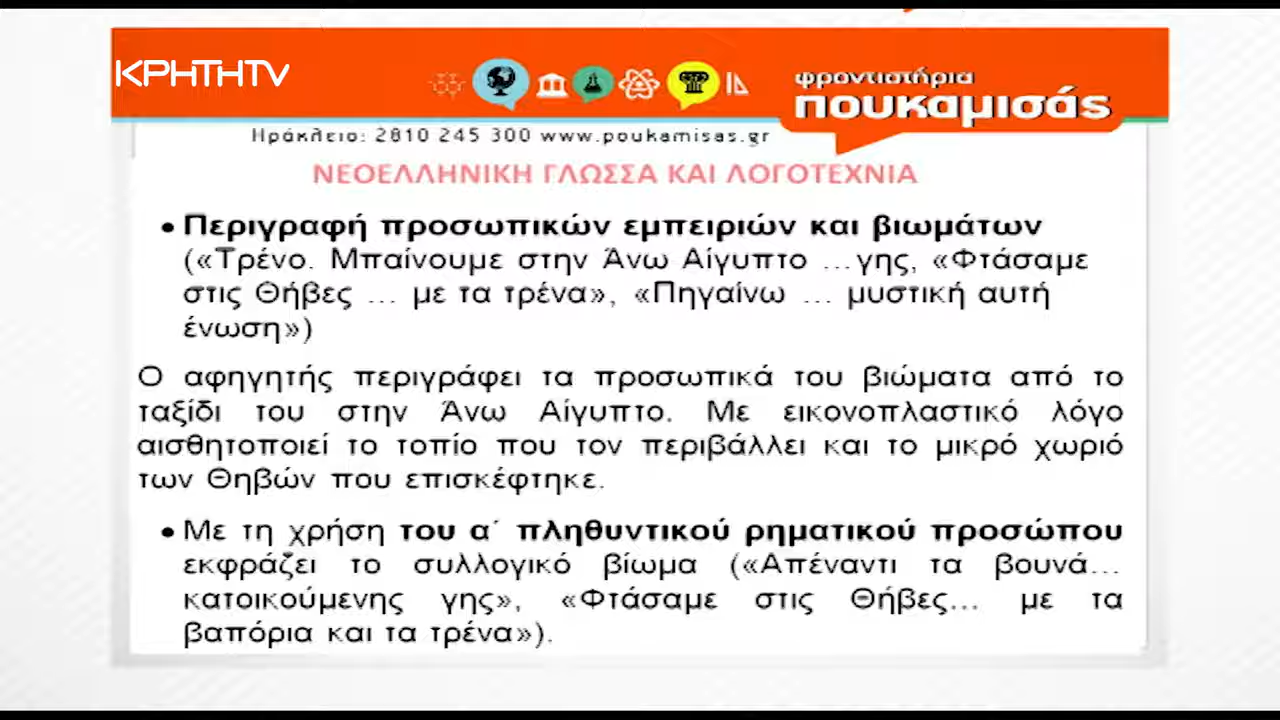 ΚΡΗΤΗTV
φροντιστήρια
πουκαμισάς
Ηράκλειο: 2810 245 300 www.poukamisas.gr
ΝΕΟΕΛΛΗΝΙΚΗ ΓΛΩΣΣΑ ΚΑΙ ΛΟΓΟΤΕΧΝΙΑ
• Περιγραφή προσωπικών εμπειριών και βιωμάτων
(«Τρένο. Μπαίνουμε στην Άνω Αίγυπτο …γης, «Φτάσαμε
στις Θήβες … με τα τρένα», «Πηγαίνω … μυστική αυτή
ένωση»)
Ο αφηγητής περιγράφει τα προσωπικά του βιώματα από το
ταξίδι του στην Άνω Αίγυπτο. Με εικονοπλαστικό λόγο
αισθητοποιεί το τοπίο που τον περιβάλλει και το μικρό χωριό
των Θηβών που επισκέφτηκε.
• Με τη χρήση του α΄ πληθυντικού ρηματικού προσώπου
εκφράζει το συλλογικό βίωμα («Απέναντι τα βουνά…
κατοικούμενης γης», «Φτάσαμε στις Θήβες… με τα
βαπόρια και τα τρένα»).